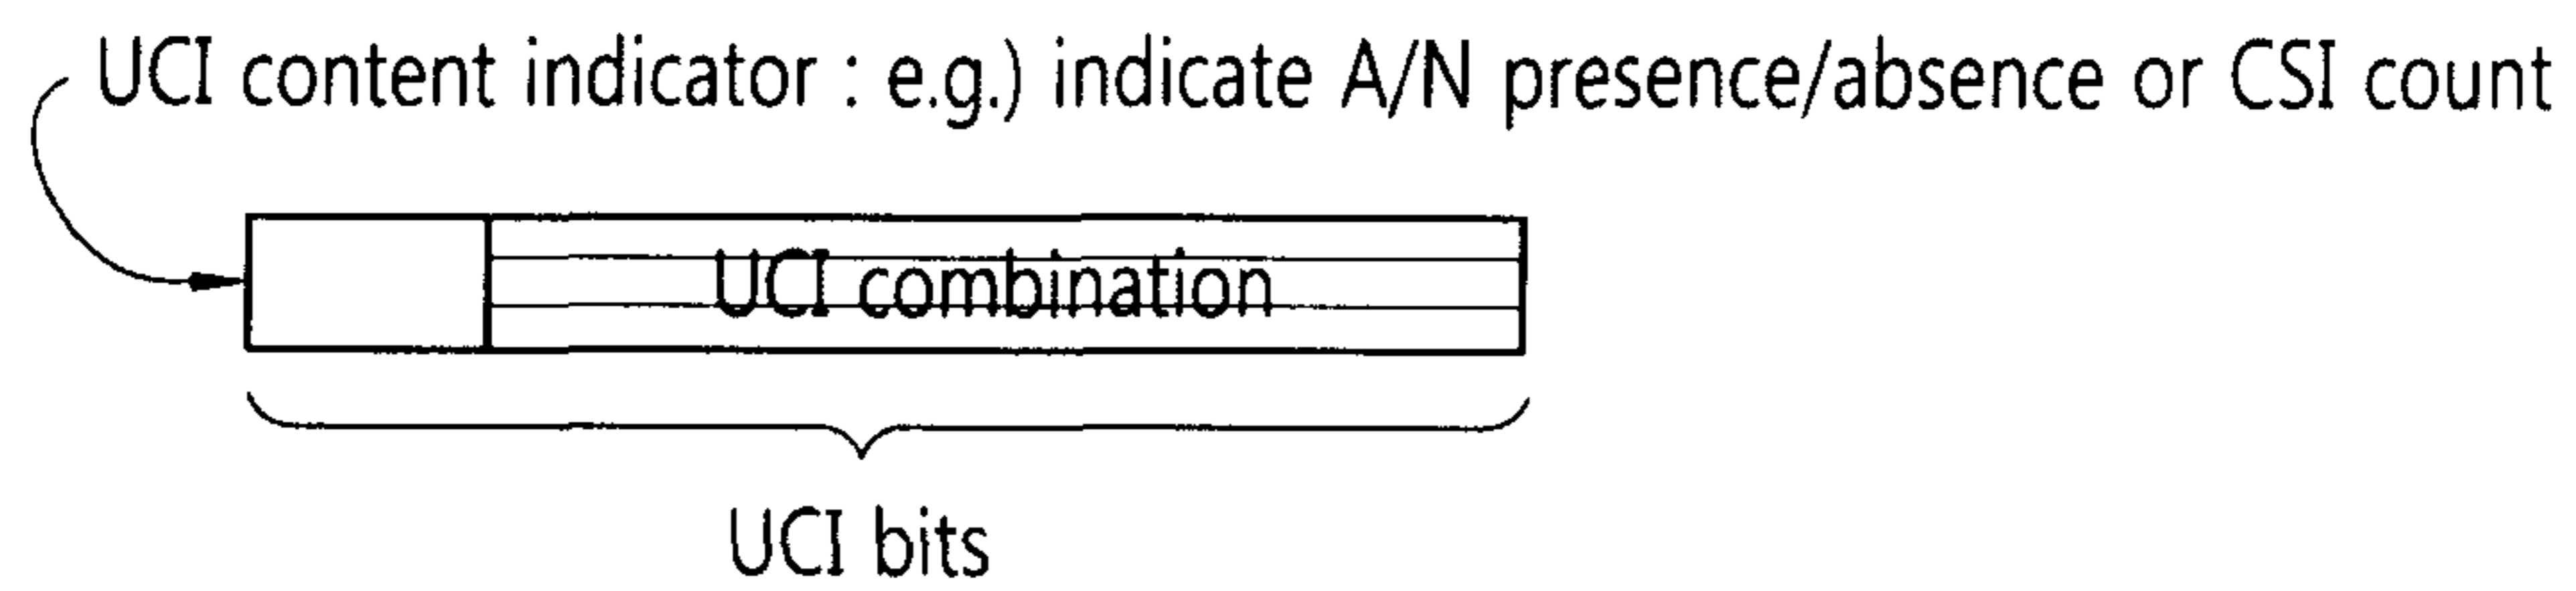 UCI content indicator : e.g.) indicate A/N presence/absence or CSI count
UCI combination
UCI bits